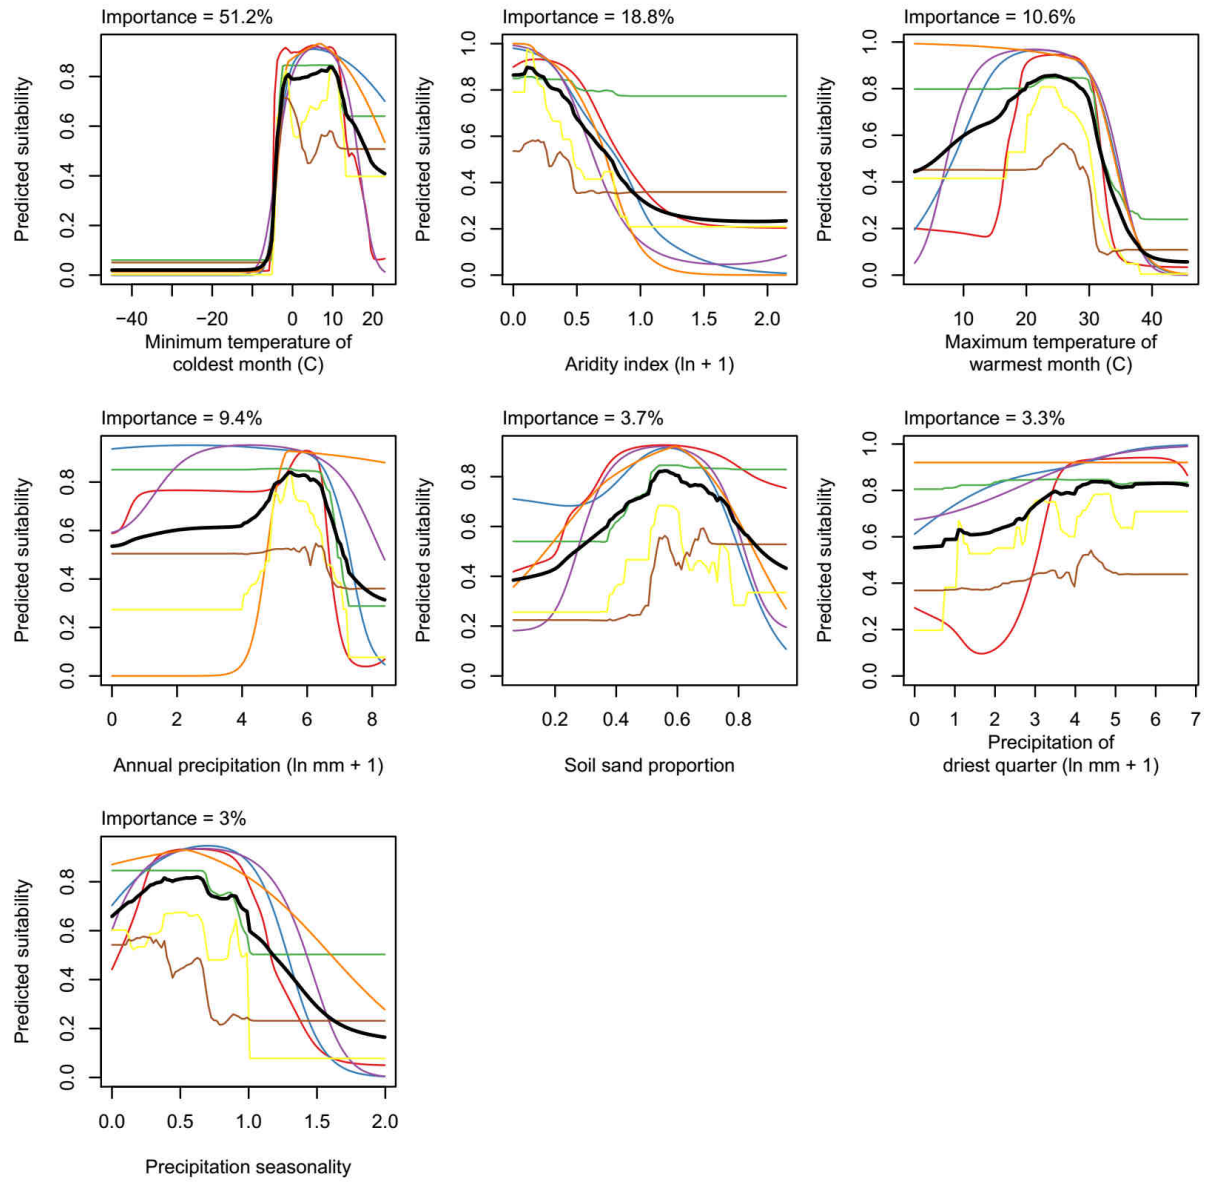 Importance = 51.2%
Predicted suitability
0.0 0.2 0.4 0.6 0.8
−40 −20 0 20
Minimum temperature of
coldest month (C)
Importance = 18.8%
Predicted suitability
0.0 0.2 0.4 0.6 0.8 1.0
0.0 0.5 1.0 1.5 2.0
Aridity index (ln + 1)
Importance = 10.6%
Predicted suitability
0.0 0.2 0.4 0.6 0.8 1.0
10 20 30 40
Maximum temperature of
warmest month (C)
Importance = 9.4%
Predicted suitability
0.0 0.2 0.4 0.6 0.8
0 2 4 6 8
Annual precipitation (ln mm + 1)
Importance = 3.7%
Predicted suitability
0.0 0.2 0.4 0.6 0.8
0.2 0.4 0.6 0.8
Soil sand proportion
Importance = 3.3%
Predicted suitability
0.0 0.2 0.4 0.6 0.8 1.0
0 1 2 3 4 5 6 7
Precipitation of
driest quarter (ln mm + 1)
Importance = 3%
Predicted suitability
0.0 0.2 0.4 0.6 0.8
0.0 0.5 1.0 1.5 2.0
Precipitation seasonality